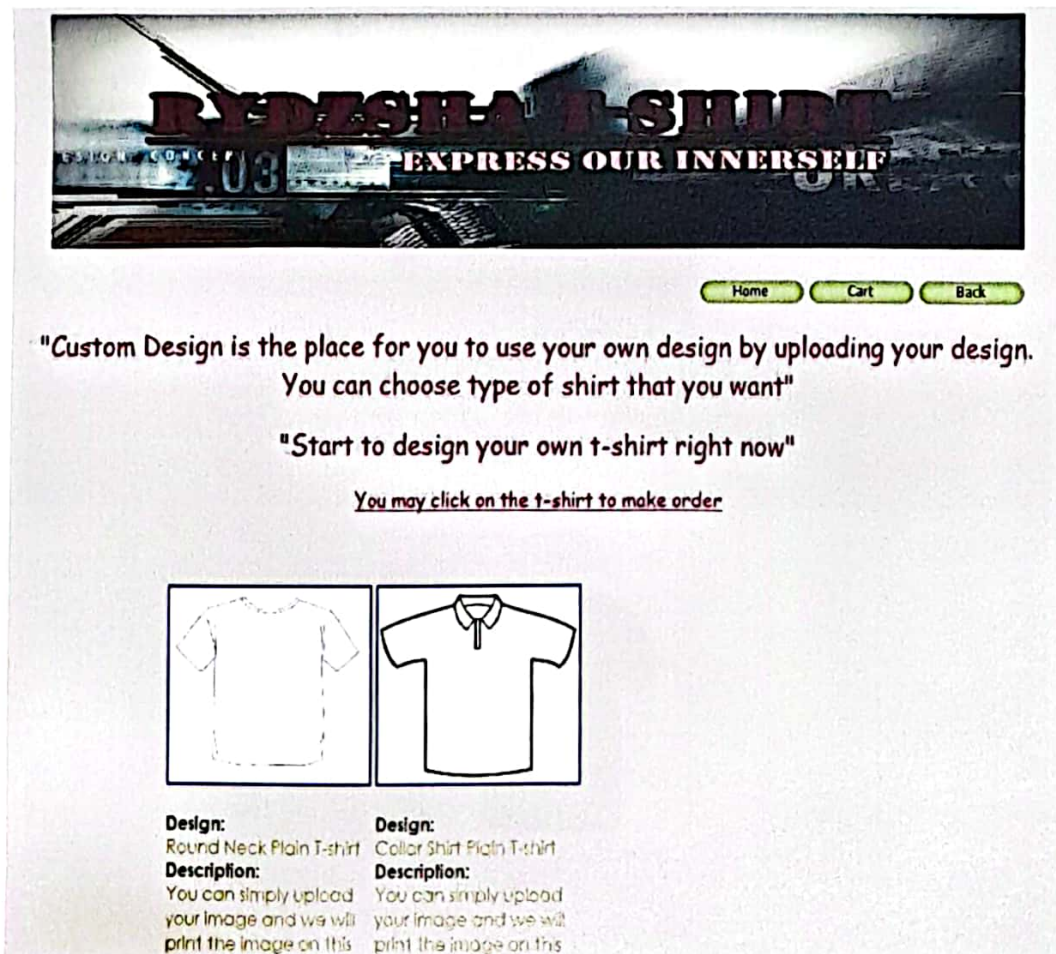 RYDZSHA T-SHIRT
ESIGN CONCEPT
.03
EXPRESS OUR INNERSELF
Home Cart Back
"Custom Design is the place for you to use your own design by uploading your design.
You can choose type of shirt that you want"
"Start to design your own t-shirt right now"
You may click on the t-shirt to make order
Design:
Round Neck Plain T-shirt
Description:
You can simply upload
your image and we will
print the image on this
Design:
Collar Shirt Plain T-shirt
Description:
You can simply upload
your image and we will
print the image on this